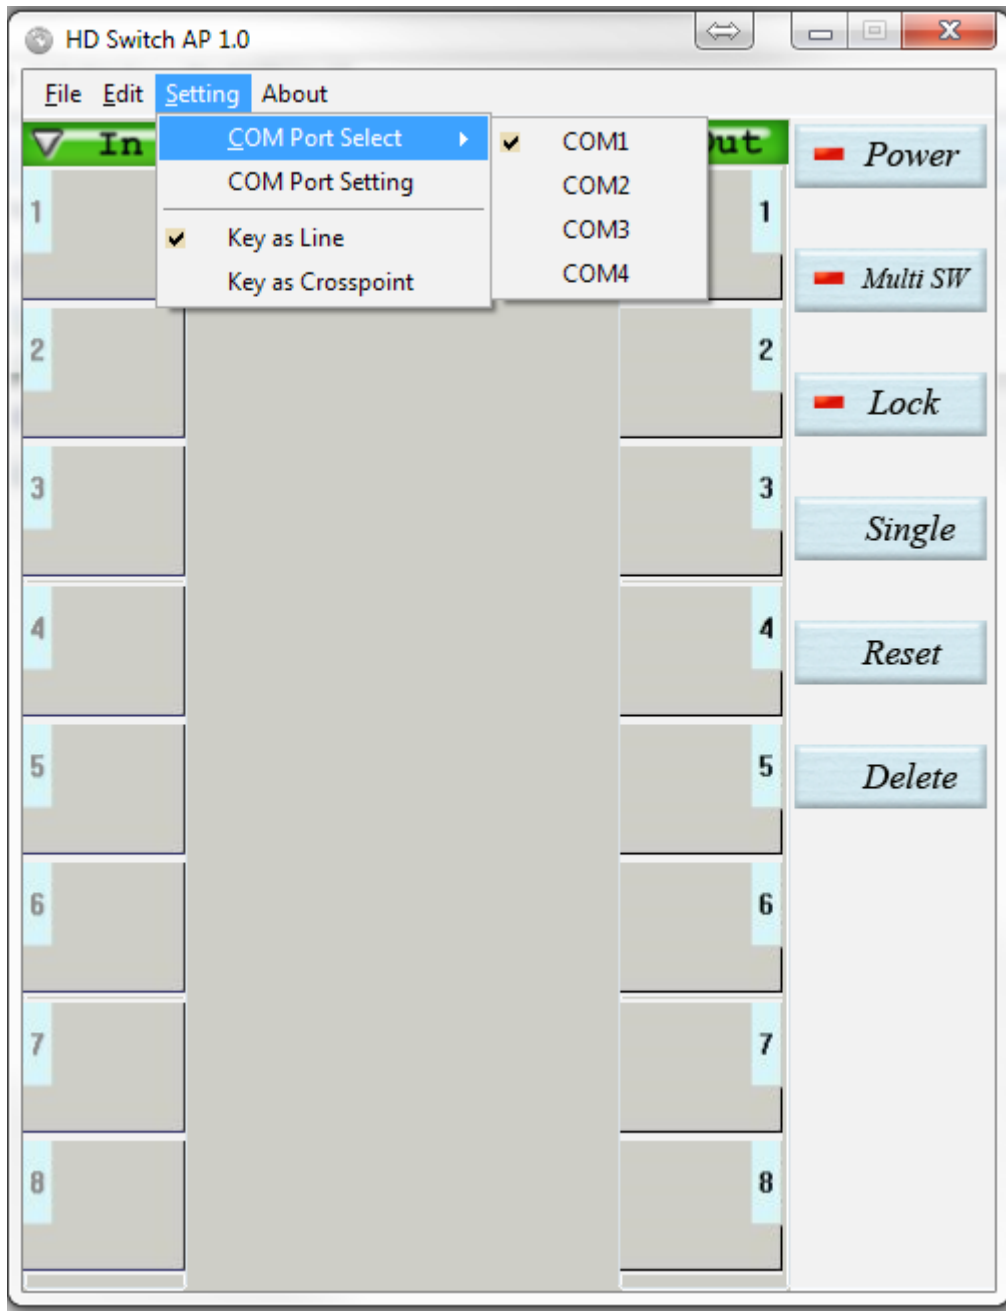 HD Switch AP 1.0
File Edit Setting About
In
COM Port Select
COM Port Setting
Key as Line
Key as Crosspoint
COM1
COM2
COM3
COM4
1
2
3
4
5
6
7
8
1
2
3
4
5
6
7
8
Power
Multi SW
Lock
Single
Reset
Delete